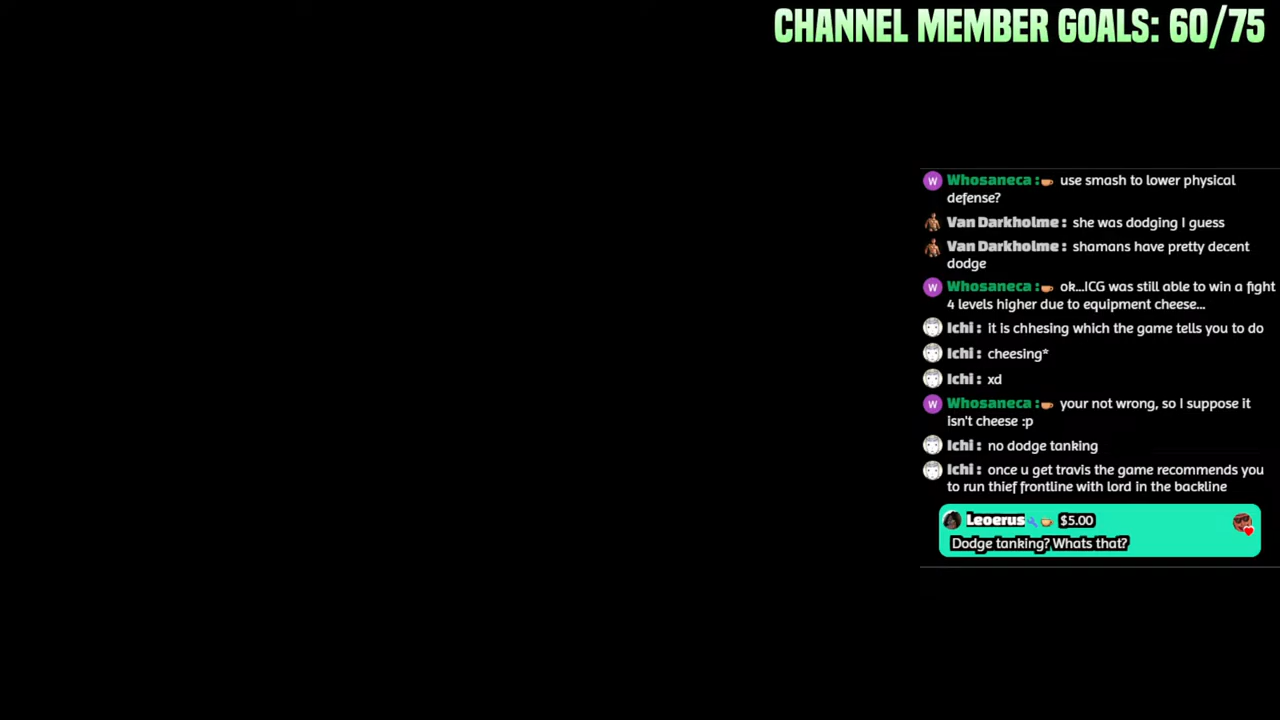 CHANNEL MEMBER GOALS: 60/75
W Whosaneca : use smash to lower physical
defense?
Van Darkholme : she was dodging I guess
Van Darkholme : shamans have pretty decent
dodge
W Whosaneca : ok...ICG was still able to win a fight
4 levels higher due to equipment cheese...
Ichi : it is chhesing which the game tells you to do
Ichi : cheesing*
Ichi : xd
W Whosaneca : your not wrong, so I suppose it
isn't cheese :p
Ichi : no dodge tanking
Ichi : once u get travis the game recommends you
to run thief frontline with lord in the backline
Leoerus $5.00
Dodge tanking? Whats that?